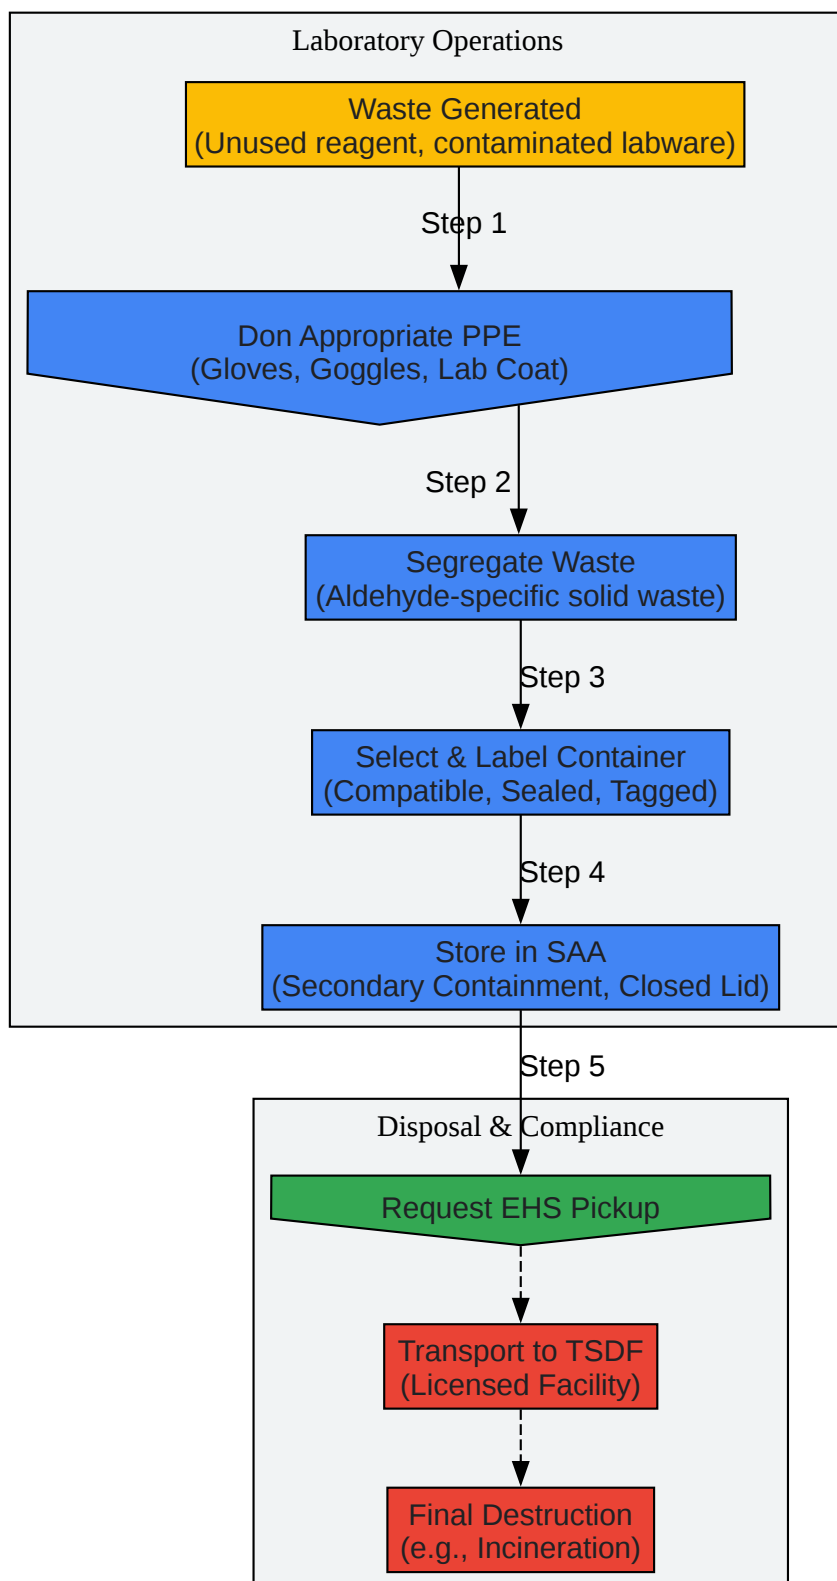 Laboratory Operations
Waste Generated
(Unused reagent, contaminated labware)
Step 1
Don Appropriate PPE
(Gloves, Goggles, Lab Coat)
Step 2
Segregate Waste
(Aldehyde-specific solid waste)
Step 3
Select & Label Container
(Compatible, Sealed, Tagged)
Step 4
Store in SAA
(Secondary Containment, Closed Lid)
Step 5
Disposal & Compliance
Request EHS Pickup
Transport to TSDF
(Licensed Facility)
Final Destruction
(e.g., Incineration)